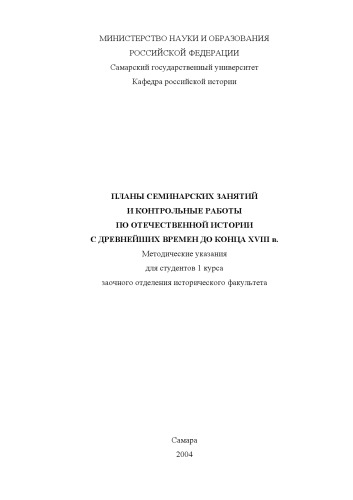 МИНИСТЕРСТВО НАУКИ И ОБРАЗОВАНИЯ
РОССИЙСКОЙ ФЕДЕРАЦИИ
Самарский государственный университет
Кафедра российской истории
ПЛАНЫ СЕМИНАРСКИХ ЗАНЯТИЙ
И КОНТРОЛЬНЫЕ РАБОТЫ
ПО ОТЕЧЕСТВЕННОЙ ИСТОРИИ
С ДРЕВНЕЙШИХ ВРЕМЕН ДО КОНЦА XVIII в.
Методические указания
для студентов 1 курса
заочного отделения исторического факультета
Самара
2004